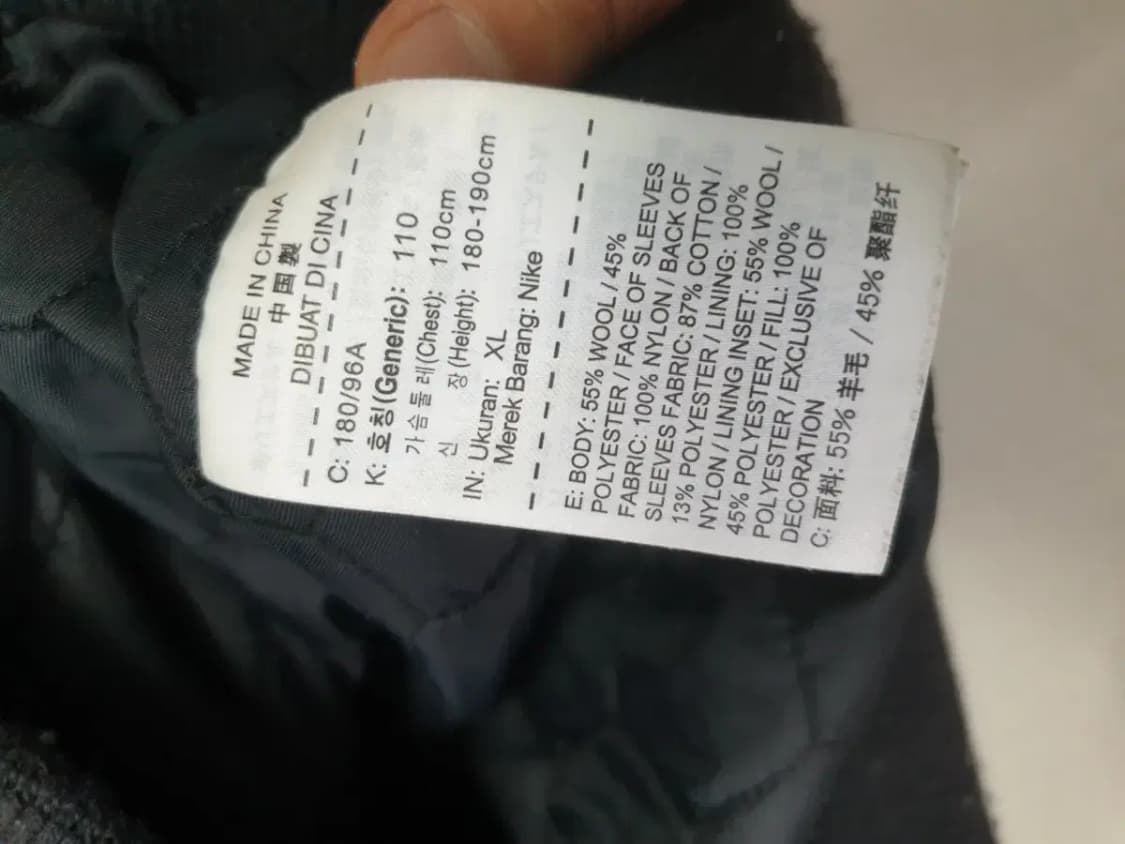 MADE IN CHINA
中国製
DIBUAT DI CINA
C: 180/96A
K: 호칭(Generic): 110
가슴둘레(Chest): 110cm
신 장(Height): 180-190cm
IN: Ukuran: XL
Merek Barang: Nike
E: BODY: 55% WOOL / 45%
POLYESTER / FACE OF SLEEVES
FABRIC: 100% NYLON / BACK OF
SLEEVES FABRIC: 87% COTTON /
13% POLYESTER / LINING: 100%
NYLON / LINING INSET: 55% WOOL /
45% POLYESTER / FILL: 100%
POLYESTER / EXCLUSIVE OF
DECORATION
C: 面料: 55% 羊毛 / 45% 聚酯纤